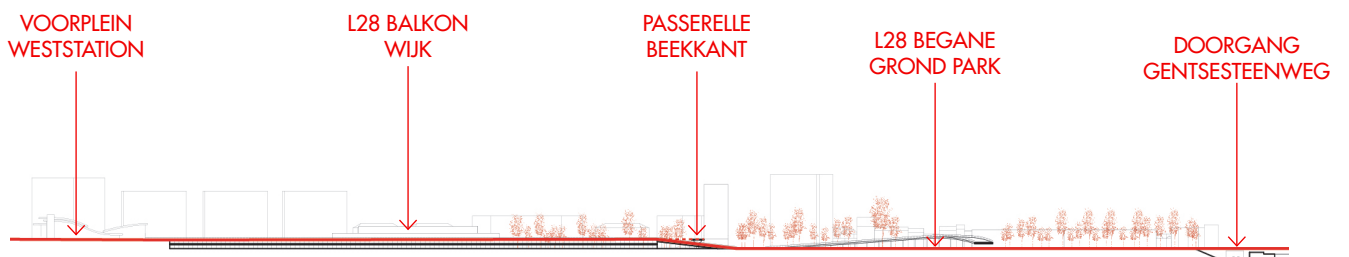 VOORPLEIN
WESTSTATION
L28 BALKON
WIJK
PASSERELLE
BEEKKANT
L28 BEGANE
GROND PARK
DOORGANG
GENTSESTEENWEG